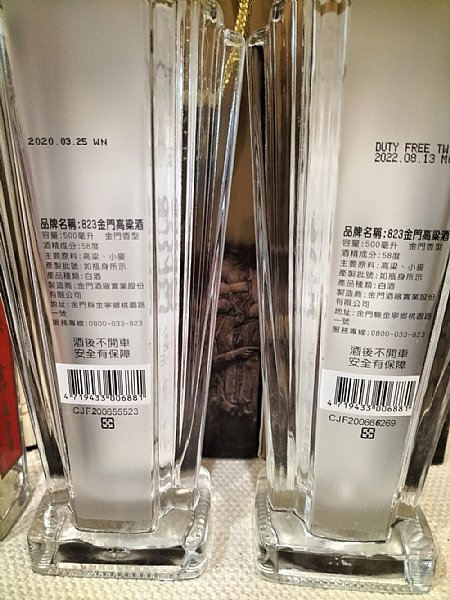 2020.03.25 WN
品牌名稱:823金門高粱酒
容量:500毫升 金門香型
酒精成分:58度
主要原料:高粱、小麥
產製批號:如瓶身所示
產品種類:白酒
製造商:金門酒廠實業股份
有限公司
地址:金門縣金寧鄉桃園路
一號
服務專線:0800-033-823
酒後不開車
安全有保障
4719433006881
CJF200655523
DUTY FREE TW
2022.08.13
品牌名稱:823金門高粱酒
容量:500毫升 金門香型
酒精成分:58度
主要原料:高粱、小麥
產製批號:如瓶身所示
產品種類:白酒
製造商:金門酒廠實業股份
有限公司
地址:金門縣金寧鄉桃園路
一號
服務專線:0800-033-823
酒後不開車
安全有保障
4719433006881
CJF200666269